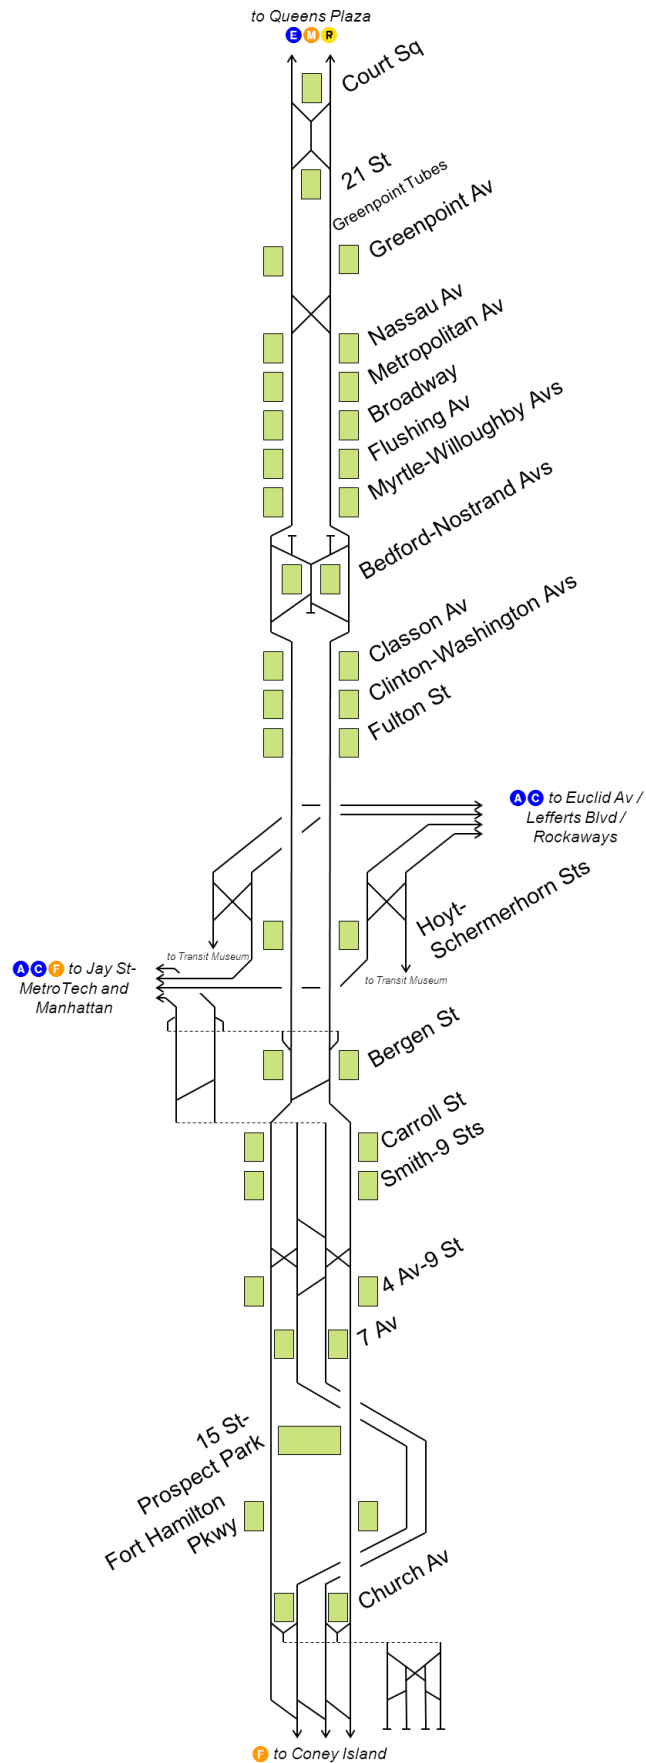 to Queens Plaza
E M R
Court Sq
21 St
Greenpoint Tubes
Greenpoint Av
Nassau Av
Metropolitan Av
Broadway
Flushing Av
Myrtle-Willoughby Avs
Bedford-Nostrand Avs
Classon Av
Clinton-Washington Avs
Fulton St
A C to Euclid Av /
Lefferts Blvd /
Rockaways
Hoyt-
Schermerhorn Sts
to Transit Museum
to Transit Museum
A C F to Jay St-
MetroTech and
Manhattan
Bergen St
Carroll St
Smith-9 Sts
4 Av-9 St
7 Av
15 St-
Prospect Park
Fort Hamilton
Pkwy
Church Av
F to Coney Island